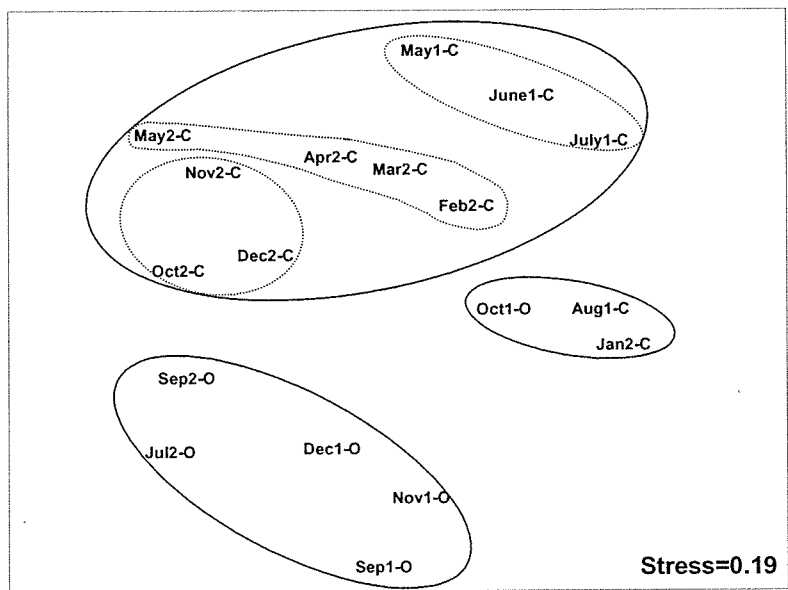 May1-C
June1-C
July1-C
May2-C
Apr2-C
Mar2-C
Nov2-C
Feb2-C
Dec2-C
Oct2-C
Oct1-O
Aug1-C
Jan2-C
Sep2-O
Jul2-O
Dec1-O
Nov1-O
Sep1-O
Stress=0.19